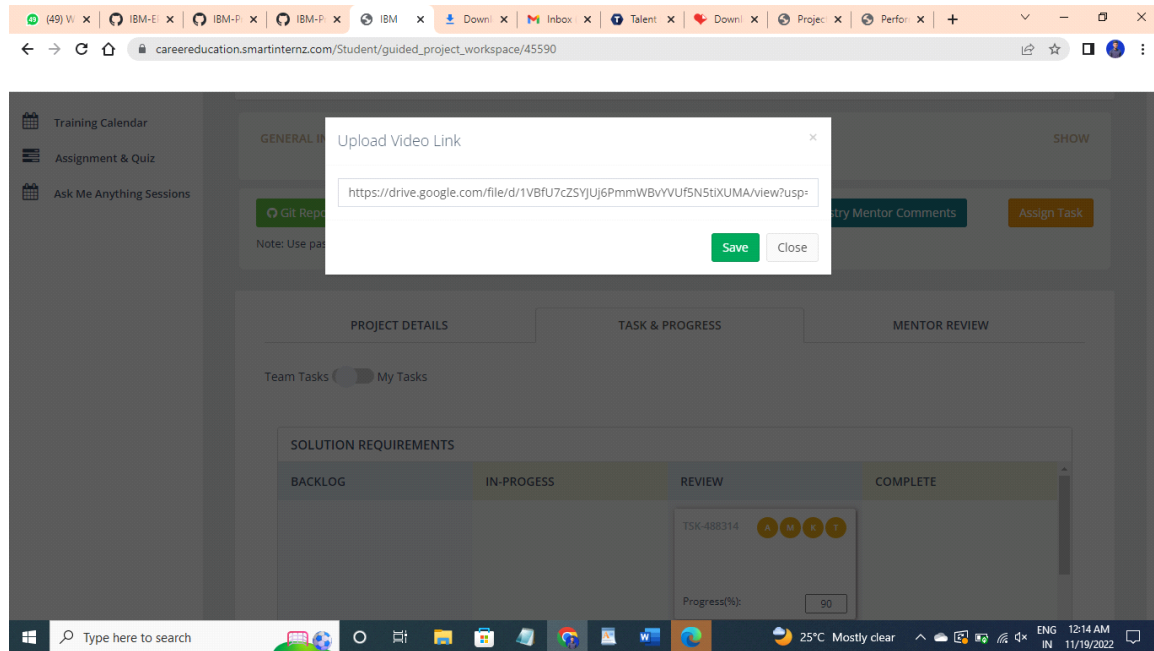 (49) W
IBM-E
IBM-P
IBM-P
IBM
Downl
Inbox
Talent
Downl
Projec
Perfor
careereducation.smartinternz.com/Student/guided_project_workspace/45590
Training Calendar
Assignment & Quiz
Ask Me Anything Sessions
GENERAL IN
SHOW
Upload Video Link
https://drive.google.com/file/d/1VBfU7cZSYJUj6PmmWBvYVUf5N5tiXUMA/view?usp=
Save Close
Git Repo
stry Mentor Comments
Assign Task
Note: Use pas
PROJECT DETAILS TASK & PROGRESS MENTOR REVIEW
Team Tasks My Tasks
SOLUTION REQUIREMENTS
BACKLOG IN-PROGESS REVIEW COMPLETE
TSK-488314 A M K T
Progress(%): 90
Type here to search
25°C Mostly clear
ENG 12:14 AM
IN 11/19/2022